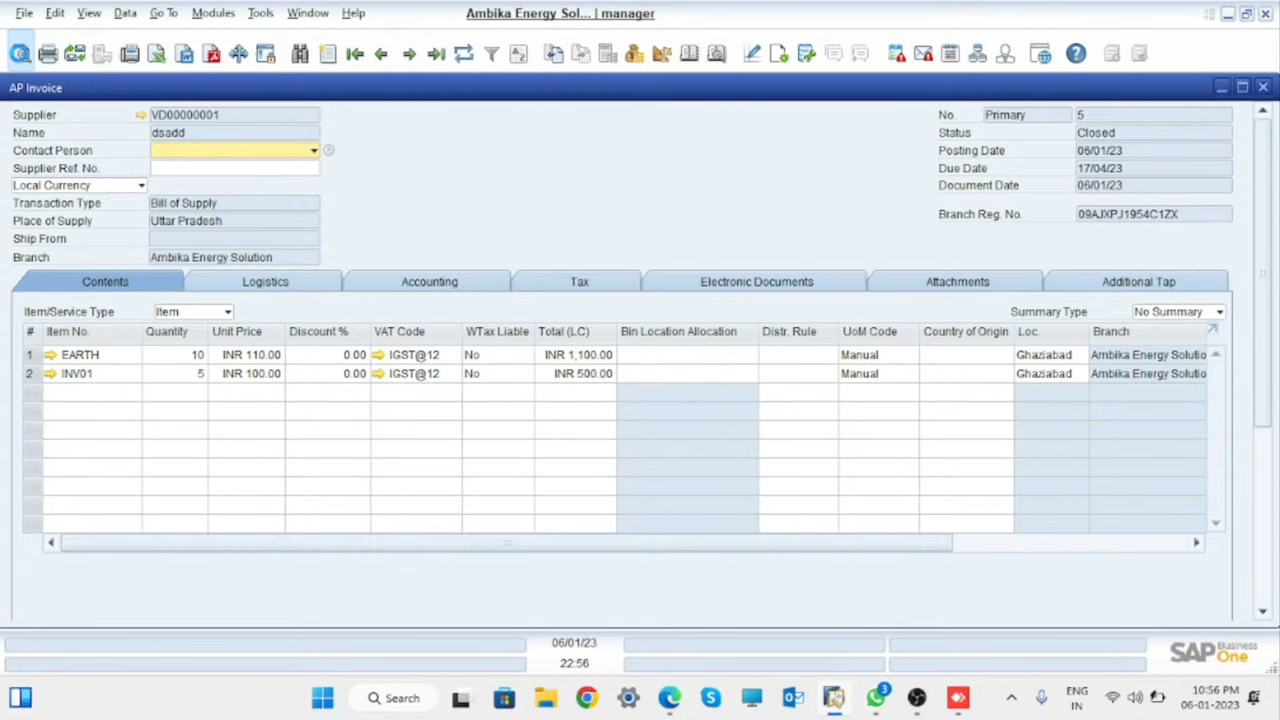 File Edit View Data Go To Modules Tools Window Help Ambika Energy Sol... | manager
AP Invoice
Supplier VD00000001 No. Primary 5
Name dsadd Status Closed
Contact Person Posting Date 06/01/23
Supplier Ref. No. Due Date 17/04/23
Local Currency Document Date 06/01/23
Transaction Type Bill of Supply
Place of Supply Uttar Pradesh Branch Reg. No. 09AJXPJ1954C1ZX
Ship From
Branch Ambika Energy Solution
Contents Logistics Accounting Tax Electronic Documents Attachments Additional Tap
Item/Service Type Item Summary Type No Summary
# Item No. Quantity Unit Price Discount % VAT Code WTax Liable Total (LC) Bin Location Allocation Distr. Rule UoM Code Country of Origin Loc. Branch
1 EARTH 10 INR 110.00 0.00 IGST@12 No INR 1,100.00 Manual Ghaziabad Ambika Energy Solutio
2 INV01 5 INR 100.00 0.00 IGST@12 No INR 500.00 Manual Ghaziabad Ambika Energy Solutio
06/01/23
22:56
SAP Business One
Search 3 ENG IN 10:56 PM 06-01-2023